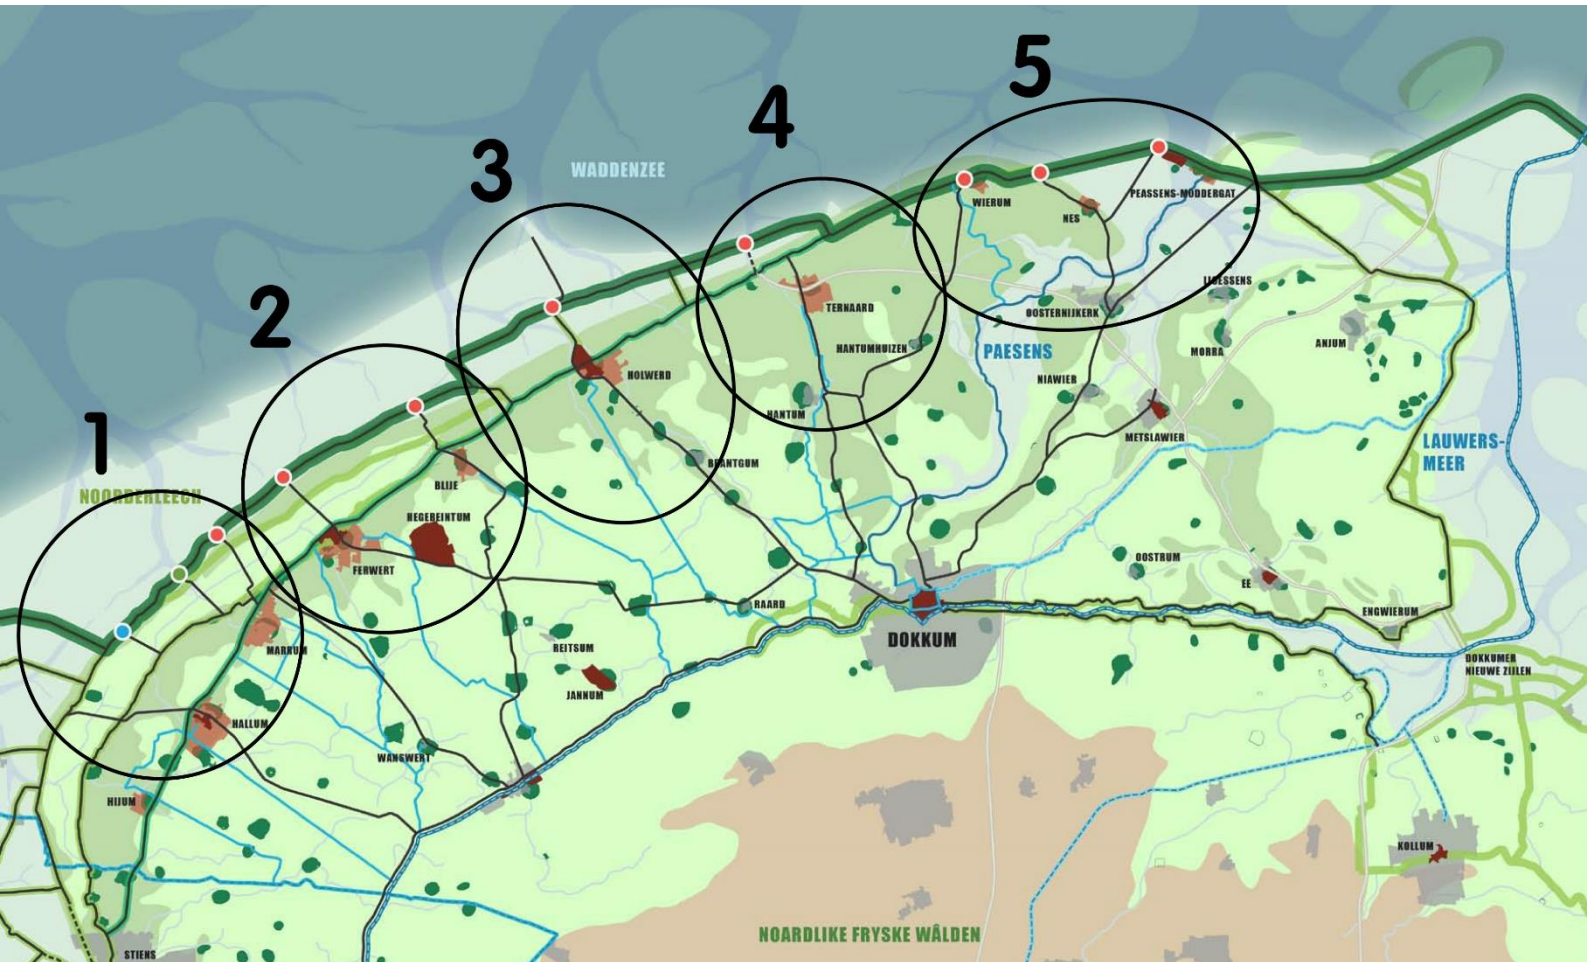 5
4
3
WADDENZEE
PEASSENS-MODDERGAT
WIERUM
NES
2
LIOESSENS
TERNAARD
OOSTERNIJKERK
HANTUMHUIZEN
PAESENS
MORRA
ANJUM
HOLWERD
NIAWIER
1
HANTUM
METSLAWIER
LAUWERS-
MEER
BRANTGUM
NOORDERLEECH
BLIJE
HEGEBEINTUM
FERWERT
OOSTRUM
EE
RAARD
ENGWIERUM
DOKKUM
REITSUM
MARRUM
DOKKUMER
NIEUWE ZIJLEN
JANNUM
HALLUM
WANSWERT
HIJUM
KOLLUM
NOARDLIKE FRYSKE WÂLDEN
STIENS